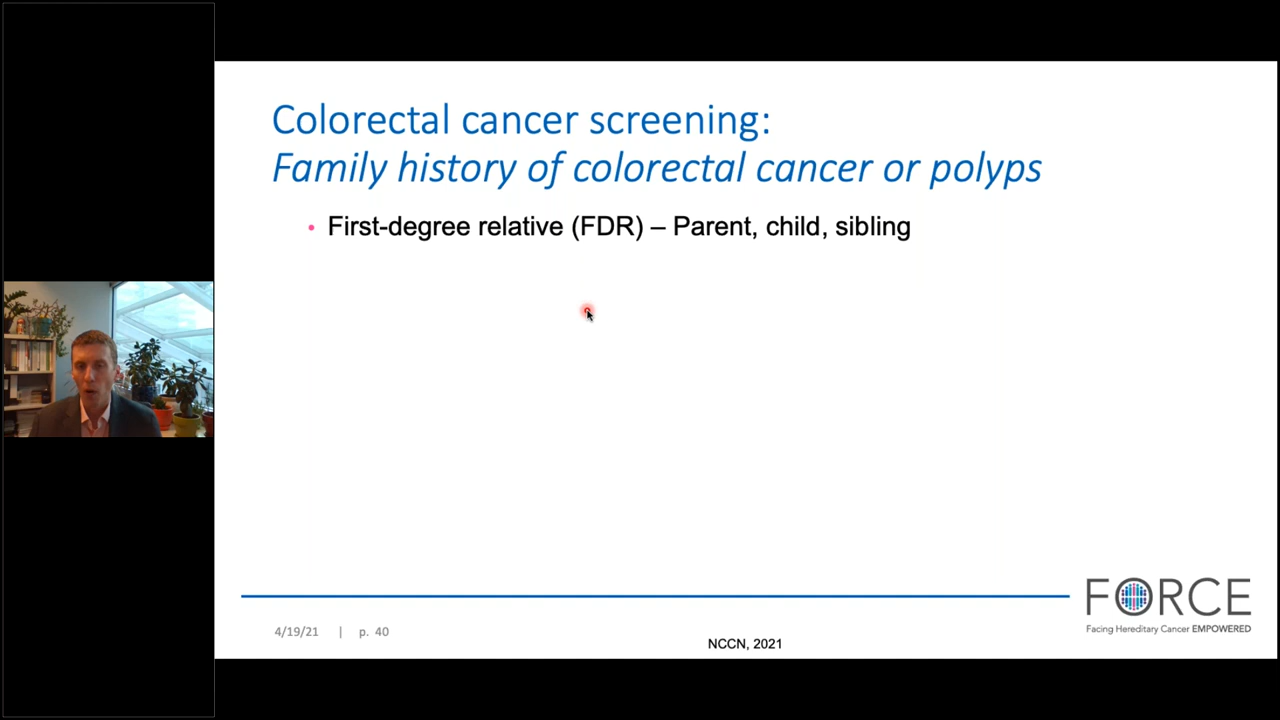 Colorectal cancer screening:
Family history of colorectal cancer or polyps
• First-degree relative (FDR) – Parent, child, sibling
4/19/21 | p. 40
NCCN, 2021
FORCE
Facing Hereditary Cancer EMPOWERED